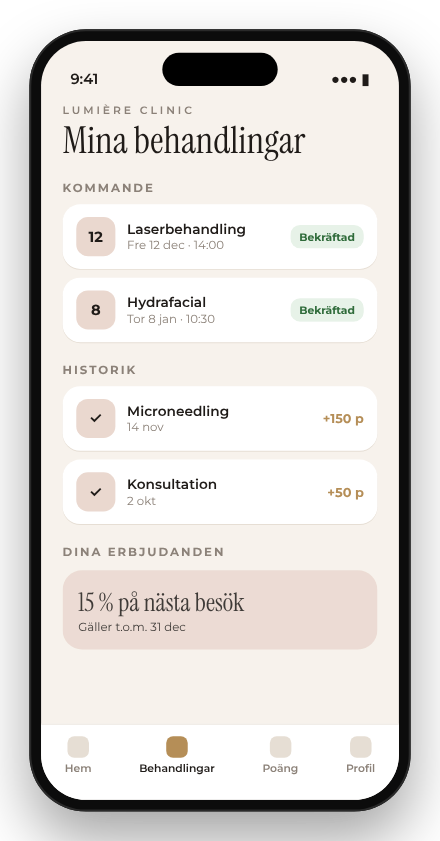 9:41
LUMIÈRE CLINIC
Mina behandlingar
KOMMANDE
12
Laserbehandling
Fre 12 dec · 14:00
Bekräftad
8
Hydrafacial
Tor 8 jan · 10:30
Bekräftad
HISTORIK
Microneedling
14 nov
+150 p
Konsultation
2 okt
+50 p
DINA ERBJUDANDEN
15 % på nästa besök
Gäller t.o.m. 31 dec
Hem
Behandlingar
Poäng
Profil